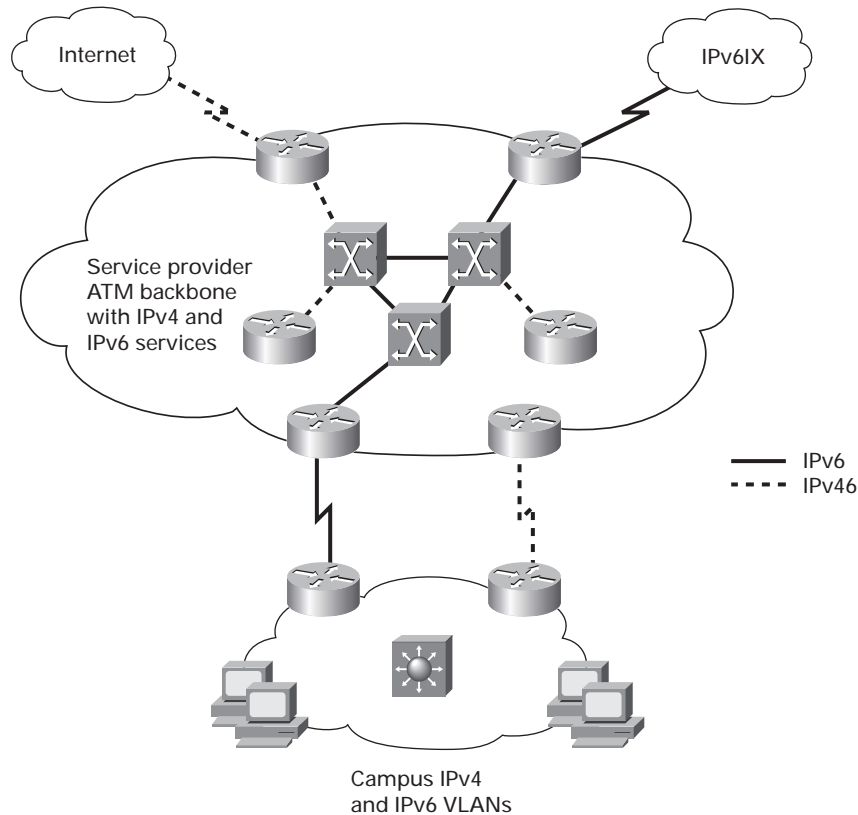 Internet
IPv6IX
Service provider
ATM backbone
with IPv4 and
IPv6 services
IPv6
IPv46
Campus IPv4
and IPv6 VLANs